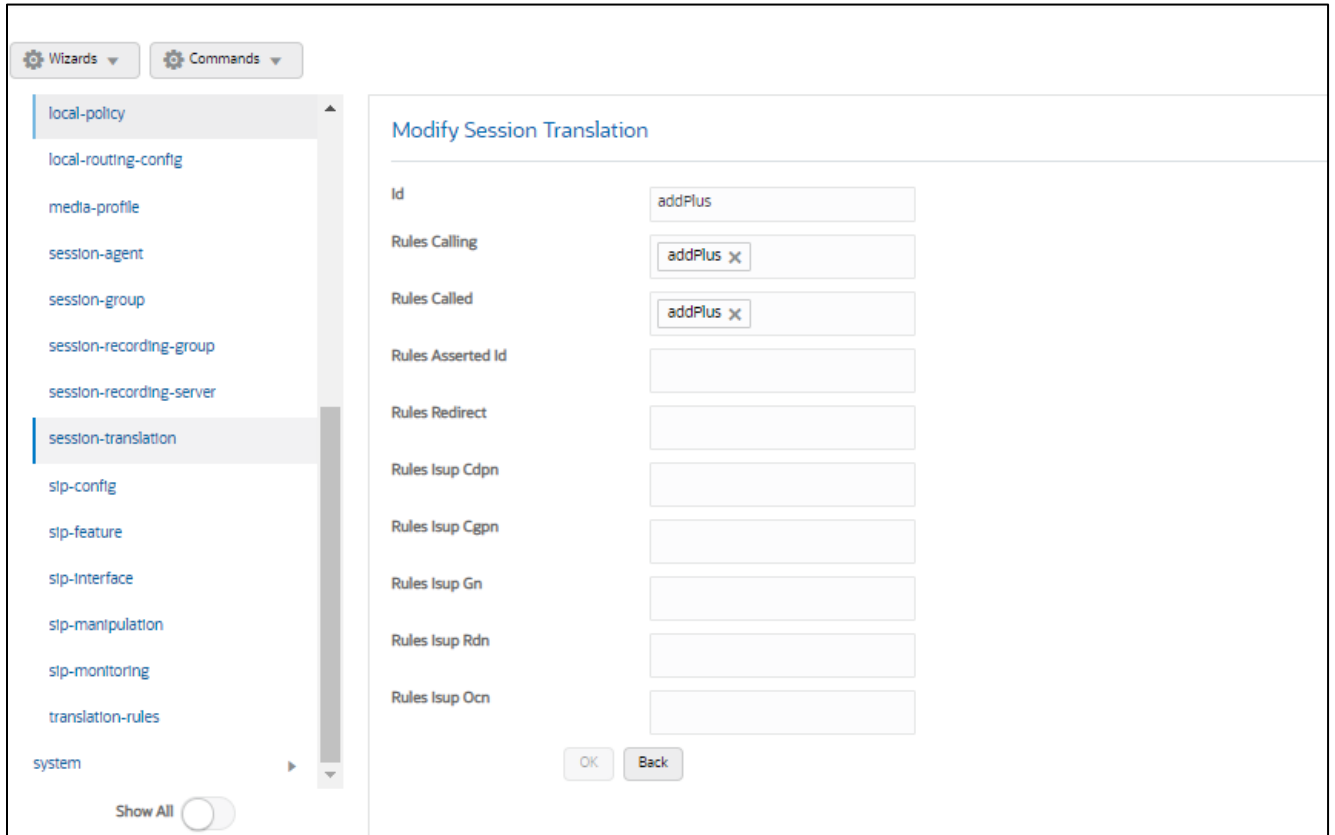 Wizards
Commands
local-policy
local-routing-config
media-profile
session-agent
session-group
session-recording-group
session-recording-server
session-translation
sip-config
sip-feature
sip-interface
sip-manipulation
sip-monitoring
translation-rules
system
Show All
Modify Session Translation
Id
addPlus
Rules Calling
addPlus
Rules Called
addPlus
Rules Asserted Id
Rules Redirect
Rules Isup Cdpn
Rules Isup Cgpn
Rules Isup Gn
Rules Isup Rdn
Rules Isup Ocn
OK
Back